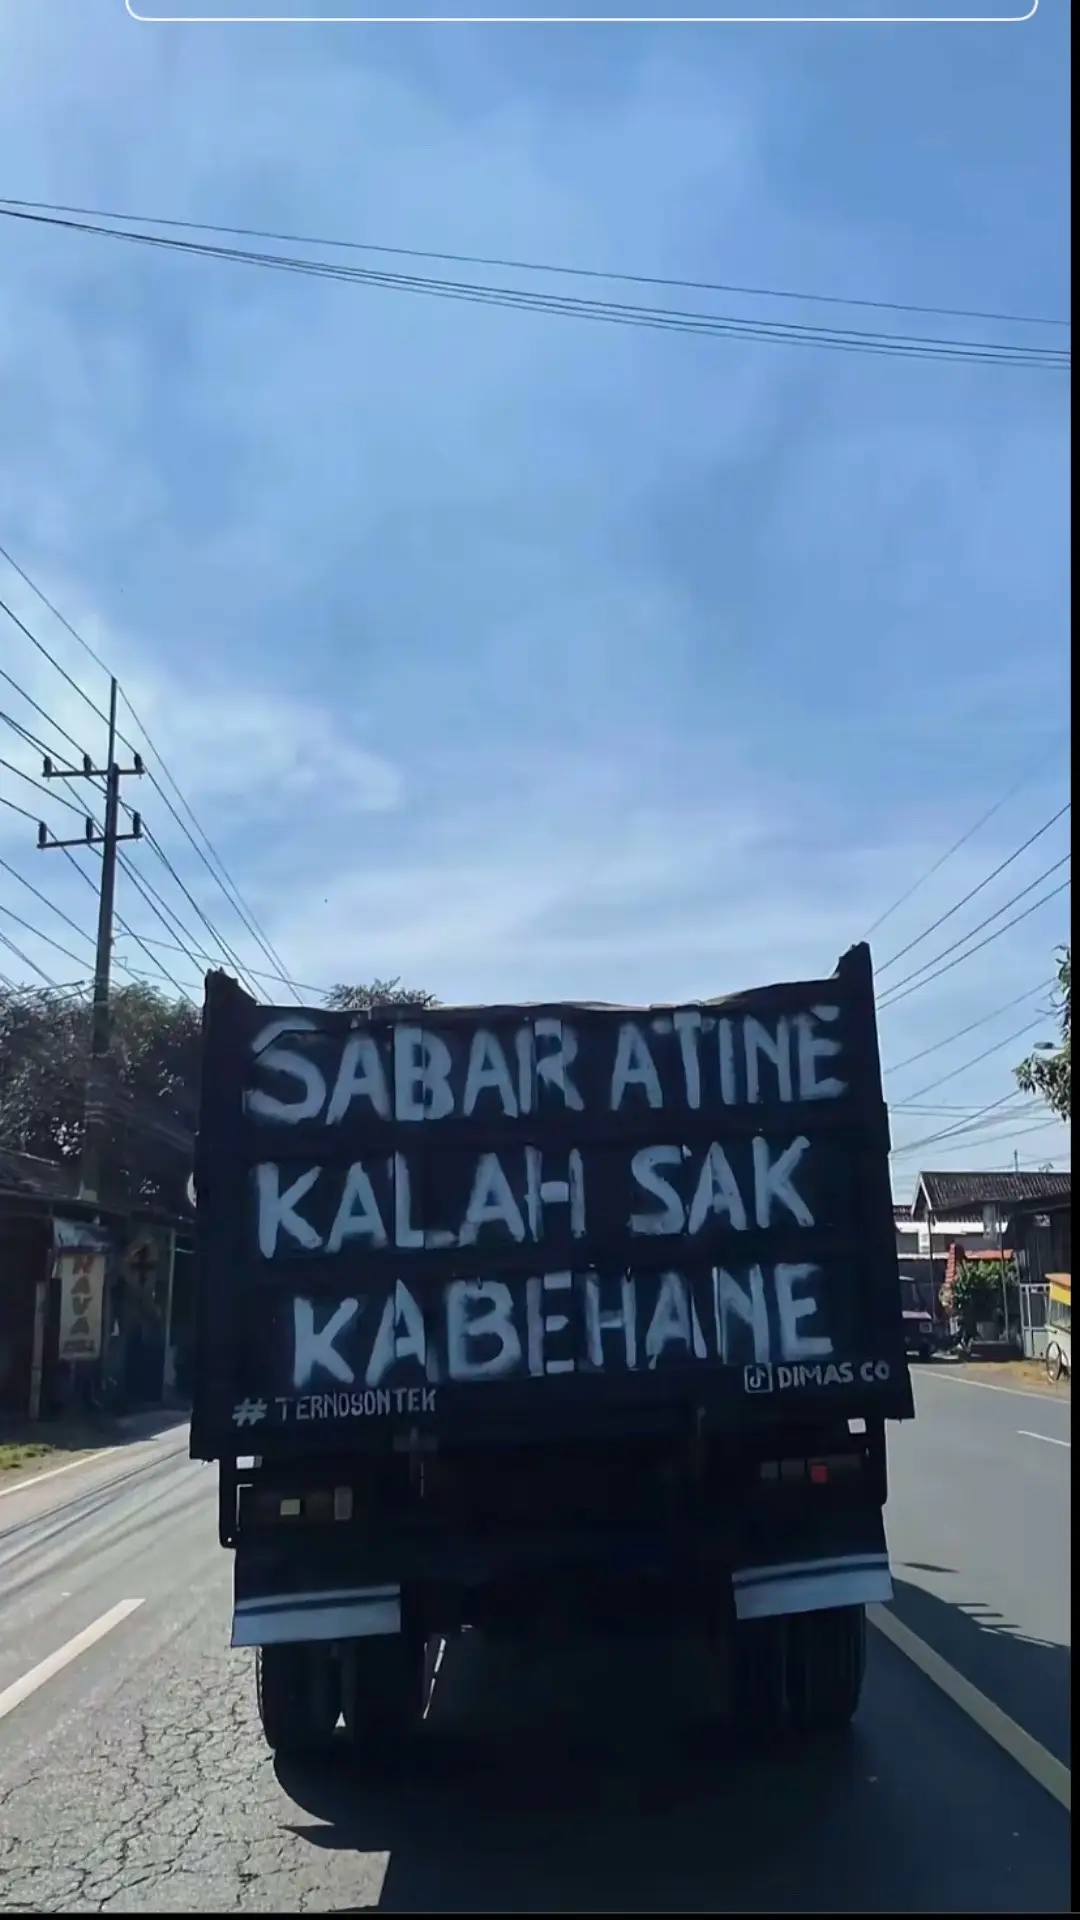 SABAR ATINE
KALAH SAK
KABEHANE
DIMAS CO
# TERNOSONTEK